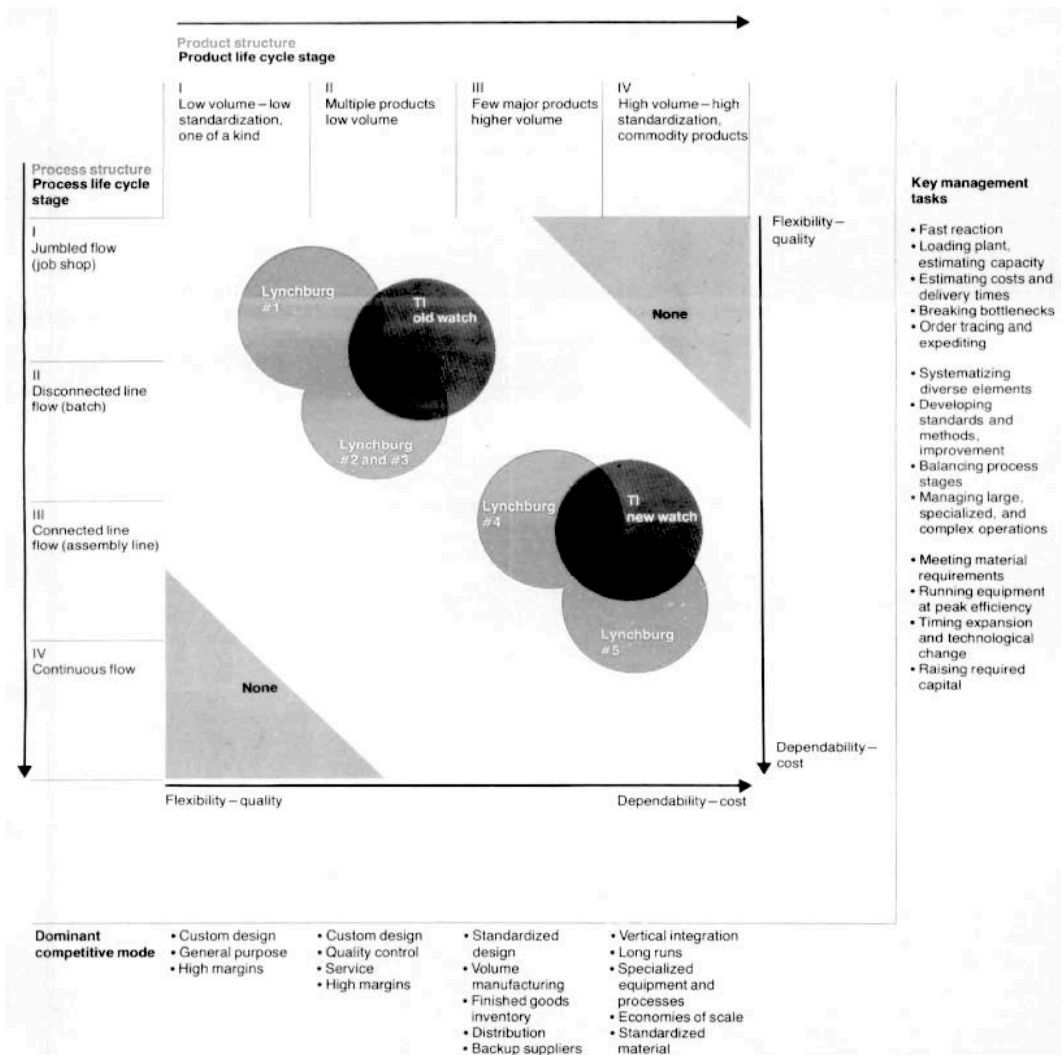 Product structure
Product life cycle stage
I
Low volume – low
standardization,
one of a kind
II
Multiple products
low volume
III
Few major products
higher volume
IV
High volume – high
standardization,
commodity products
Process structure
Process life cycle
stage
I
Jumbled flow
(job shop)
II
Disconnected line
flow (batch)
III
Connected line
flow (assembly line)
IV
Continuous flow
Lynchburg
#1
TI
old watch
Lynchburg
#2 and #3
None
Lynchburg
#4
TI
new watch
Lynchburg
#5
None
Flexibility –
quality
Dependability –
cost
Flexibility – quality
Dependability – cost
Key management
tasks
• Fast reaction
• Loading plant,
estimating capacity
• Estimating costs and
delivery times
• Breaking bottlenecks
• Order tracing and
expediting
• Systematizing
diverse elements
• Developing
standards and
methods,
improvement
• Balancing process
stages
• Managing large,
specialized, and
complex operations
• Meeting material
requirements
• Running equipment
at peak efficiency
• Timing expansion
and technological
change
• Raising required
capital
Dominant
competitive mode
• Custom design
• General purpose
• High margins
• Custom design
• Quality control
• Service
• High margins
• Standardized
design
• Volume
manufacturing
• Finished goods
inventory
• Distribution
• Backup suppliers
• Vertical integration
• Long runs
• Specialized
equipment and
processes
• Economies of scale
• Standardized
material